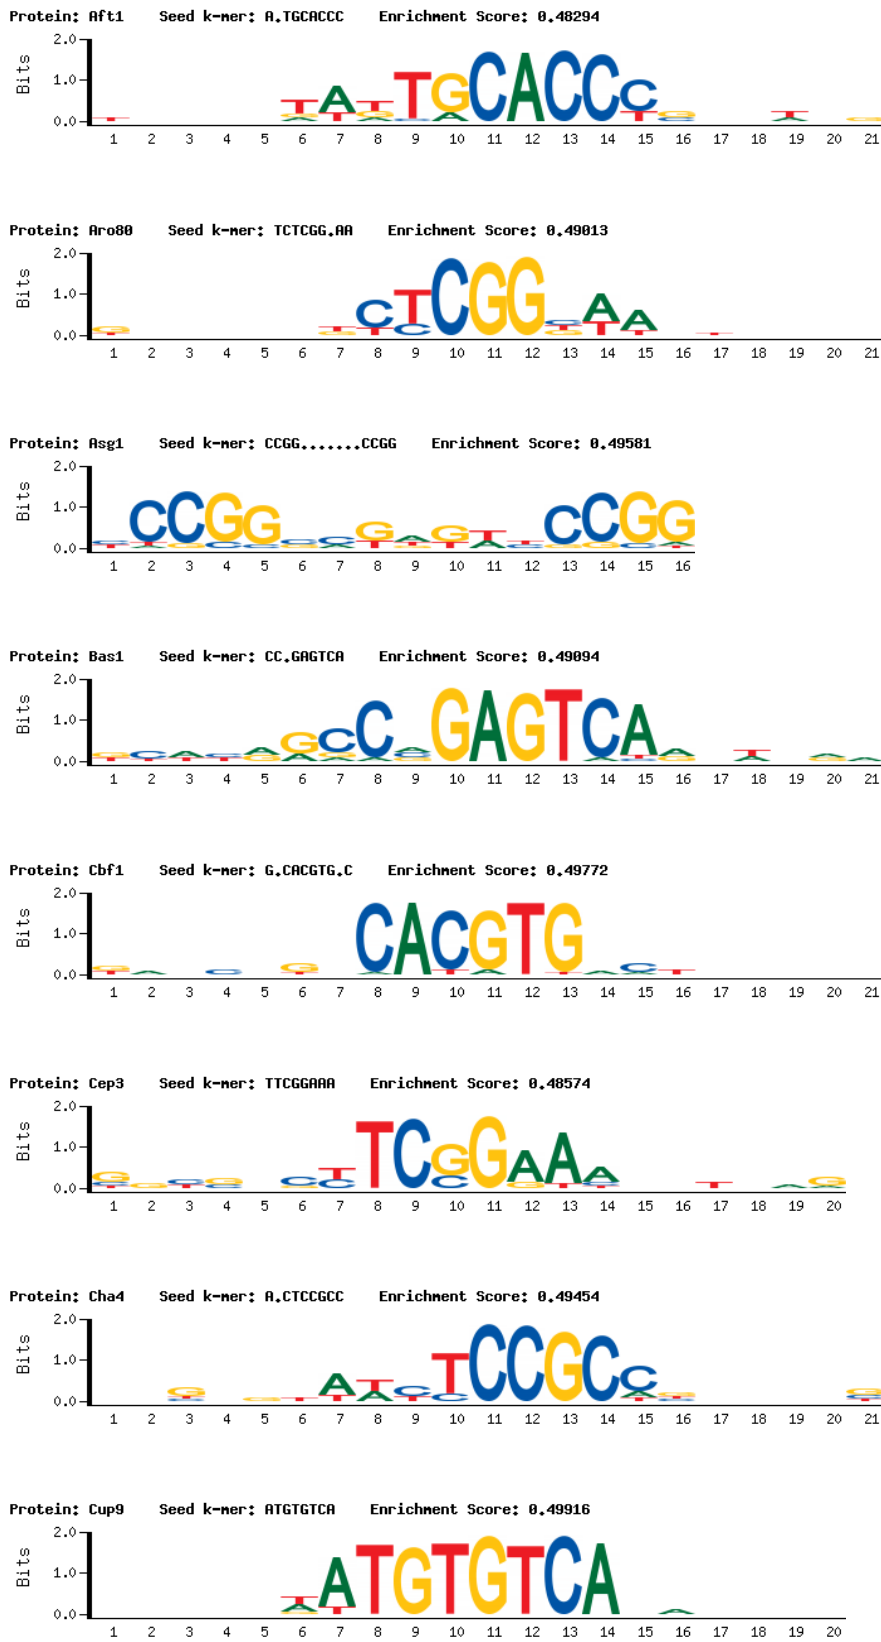 Protein: Aft1 Seed k-mer: A.TGCACCC Enrichment Score: 0.48294
2.0
1.0
0.0
Bits
1 2 3 4 5 6 7 8 9 10 11 12 13 14 15 16 17 18 19 20 21
Protein: Aro80 Seed k-mer: TCTCGG.AA Enrichment Score: 0.49013
2.0
1.0
0.0
Bits
1 2 3 4 5 6 7 8 9 10 11 12 13 14 15 16 17 18 19 20 21
Protein: Asg1 Seed k-mer: CCGG.......CCGG Enrichment Score: 0.49581
2.0
1.0
0.0
Bits
1 2 3 4 5 6 7 8 9 10 11 12 13 14 15 16
Protein: Bas1 Seed k-mer: CC.GAGTCA Enrichment Score: 0.49094
2.0
1.0
0.0
Bits
1 2 3 4 5 6 7 8 9 10 11 12 13 14 15 16 17 18 19 20 21
Protein: Cbf1 Seed k-mer: G.CACGTG.C Enrichment Score: 0.49772
2.0
1.0
0.0
Bits
1 2 3 4 5 6 7 8 9 10 11 12 13 14 15 16 17 18 19 20 21
Protein: Cep3 Seed k-mer: TTCGGAAA Enrichment Score: 0.48574
2.0
1.0
0.0
Bits
1 2 3 4 5 6 7 8 9 10 11 12 13 14 15 16 17 18 19 20
Protein: Cha4 Seed k-mer: A.CTCCGCC Enrichment Score: 0.49454
2.0
1.0
0.0
Bits
1 2 3 4 5 6 7 8 9 10 11 12 13 14 15 16 17 18 19 20 21
Protein: Cup9 Seed k-mer: ATGTGTCA Enrichment Score: 0.49916
2.0
1.0
0.0
Bits
1 2 3 4 5 6 7 8 9 10 11 12 13 14 15 16 17 18 19 20